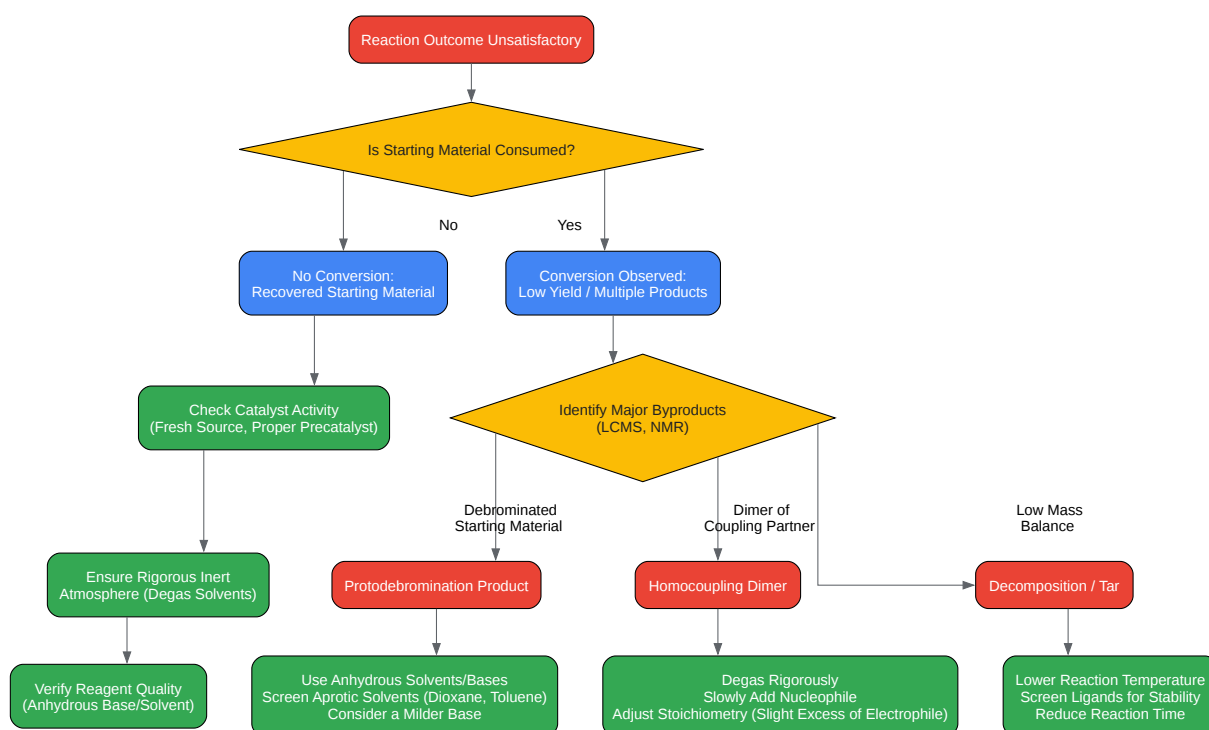 Reaction Outcome Unsatisfactory
Is Starting Material Consumed?
No
Yes
No Conversion:
Recovered Starting Material
Conversion Observed:
Low Yield / Multiple Products
Check Catalyst Activity
(Fresh Source, Proper Precatalyst)
Identify Major Byproducts
(LCMS, NMR)
Debrominated
Starting Material
Dimer of
Coupling Partner
Low Mass
Balance
Ensure Rigorous Inert
Atmosphere (Degas Solvents)
Protodebromination Product
Homocoupling Dimer
Decomposition / Tar
Verify Reagent Quality
(Anhydrous Base/Solvent)
Use Anhydrous Solvents/Bases
Screen Aprotic Solvents (Dioxane, Toluene)
Consider a Milder Base
Degas Rigorously
Slowly Add Nucleophile
Adjust Stoichiometry (Slight Excess of Electrophile)
Lower Reaction Temperature
Screen Ligands for Stability
Reduce Reaction Time